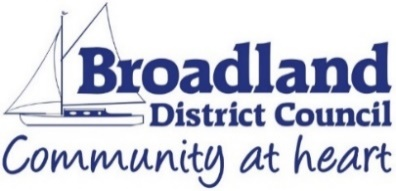 Broadland
District Council
Community at heart